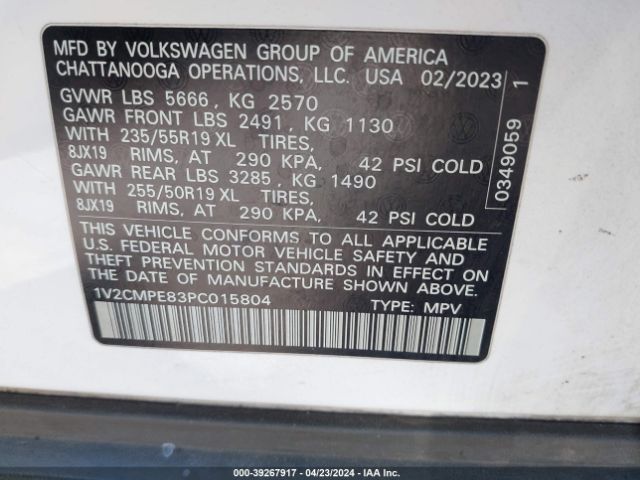 MFD BY VOLKSWAGEN GROUP OF AMERICA
CHATTANOOGA OPERATIONS, LLC. USA 02/2023
GVWR LBS 5666, KG 2570
GAWR FRONT LBS 2491, KG 1130
WITH 235/55R19 XL TIRES,
8JX19 RIMS, AT 290 KPA, 42 PSI COLD
GAWR REAR LBS 3285, KG 1490
WITH 255/50R19 XL TIRES,
8JX19 RIMS, AT 290 KPA, 42 PSI COLD
THIS VEHICLE CONFORMS TO ALL APPLICABLE
U.S. FEDERAL MOTOR VEHICLE SAFETY AND
THEFT PREVENTION STANDARDS IN EFFECT ON
THE DATE OF MANUFACTURE SHOWN ABOVE.
1V2CMPE83PC015804 TYPE: MPV
0349059 1
000-39267917 - 04/23/2024 - IAA Inc.